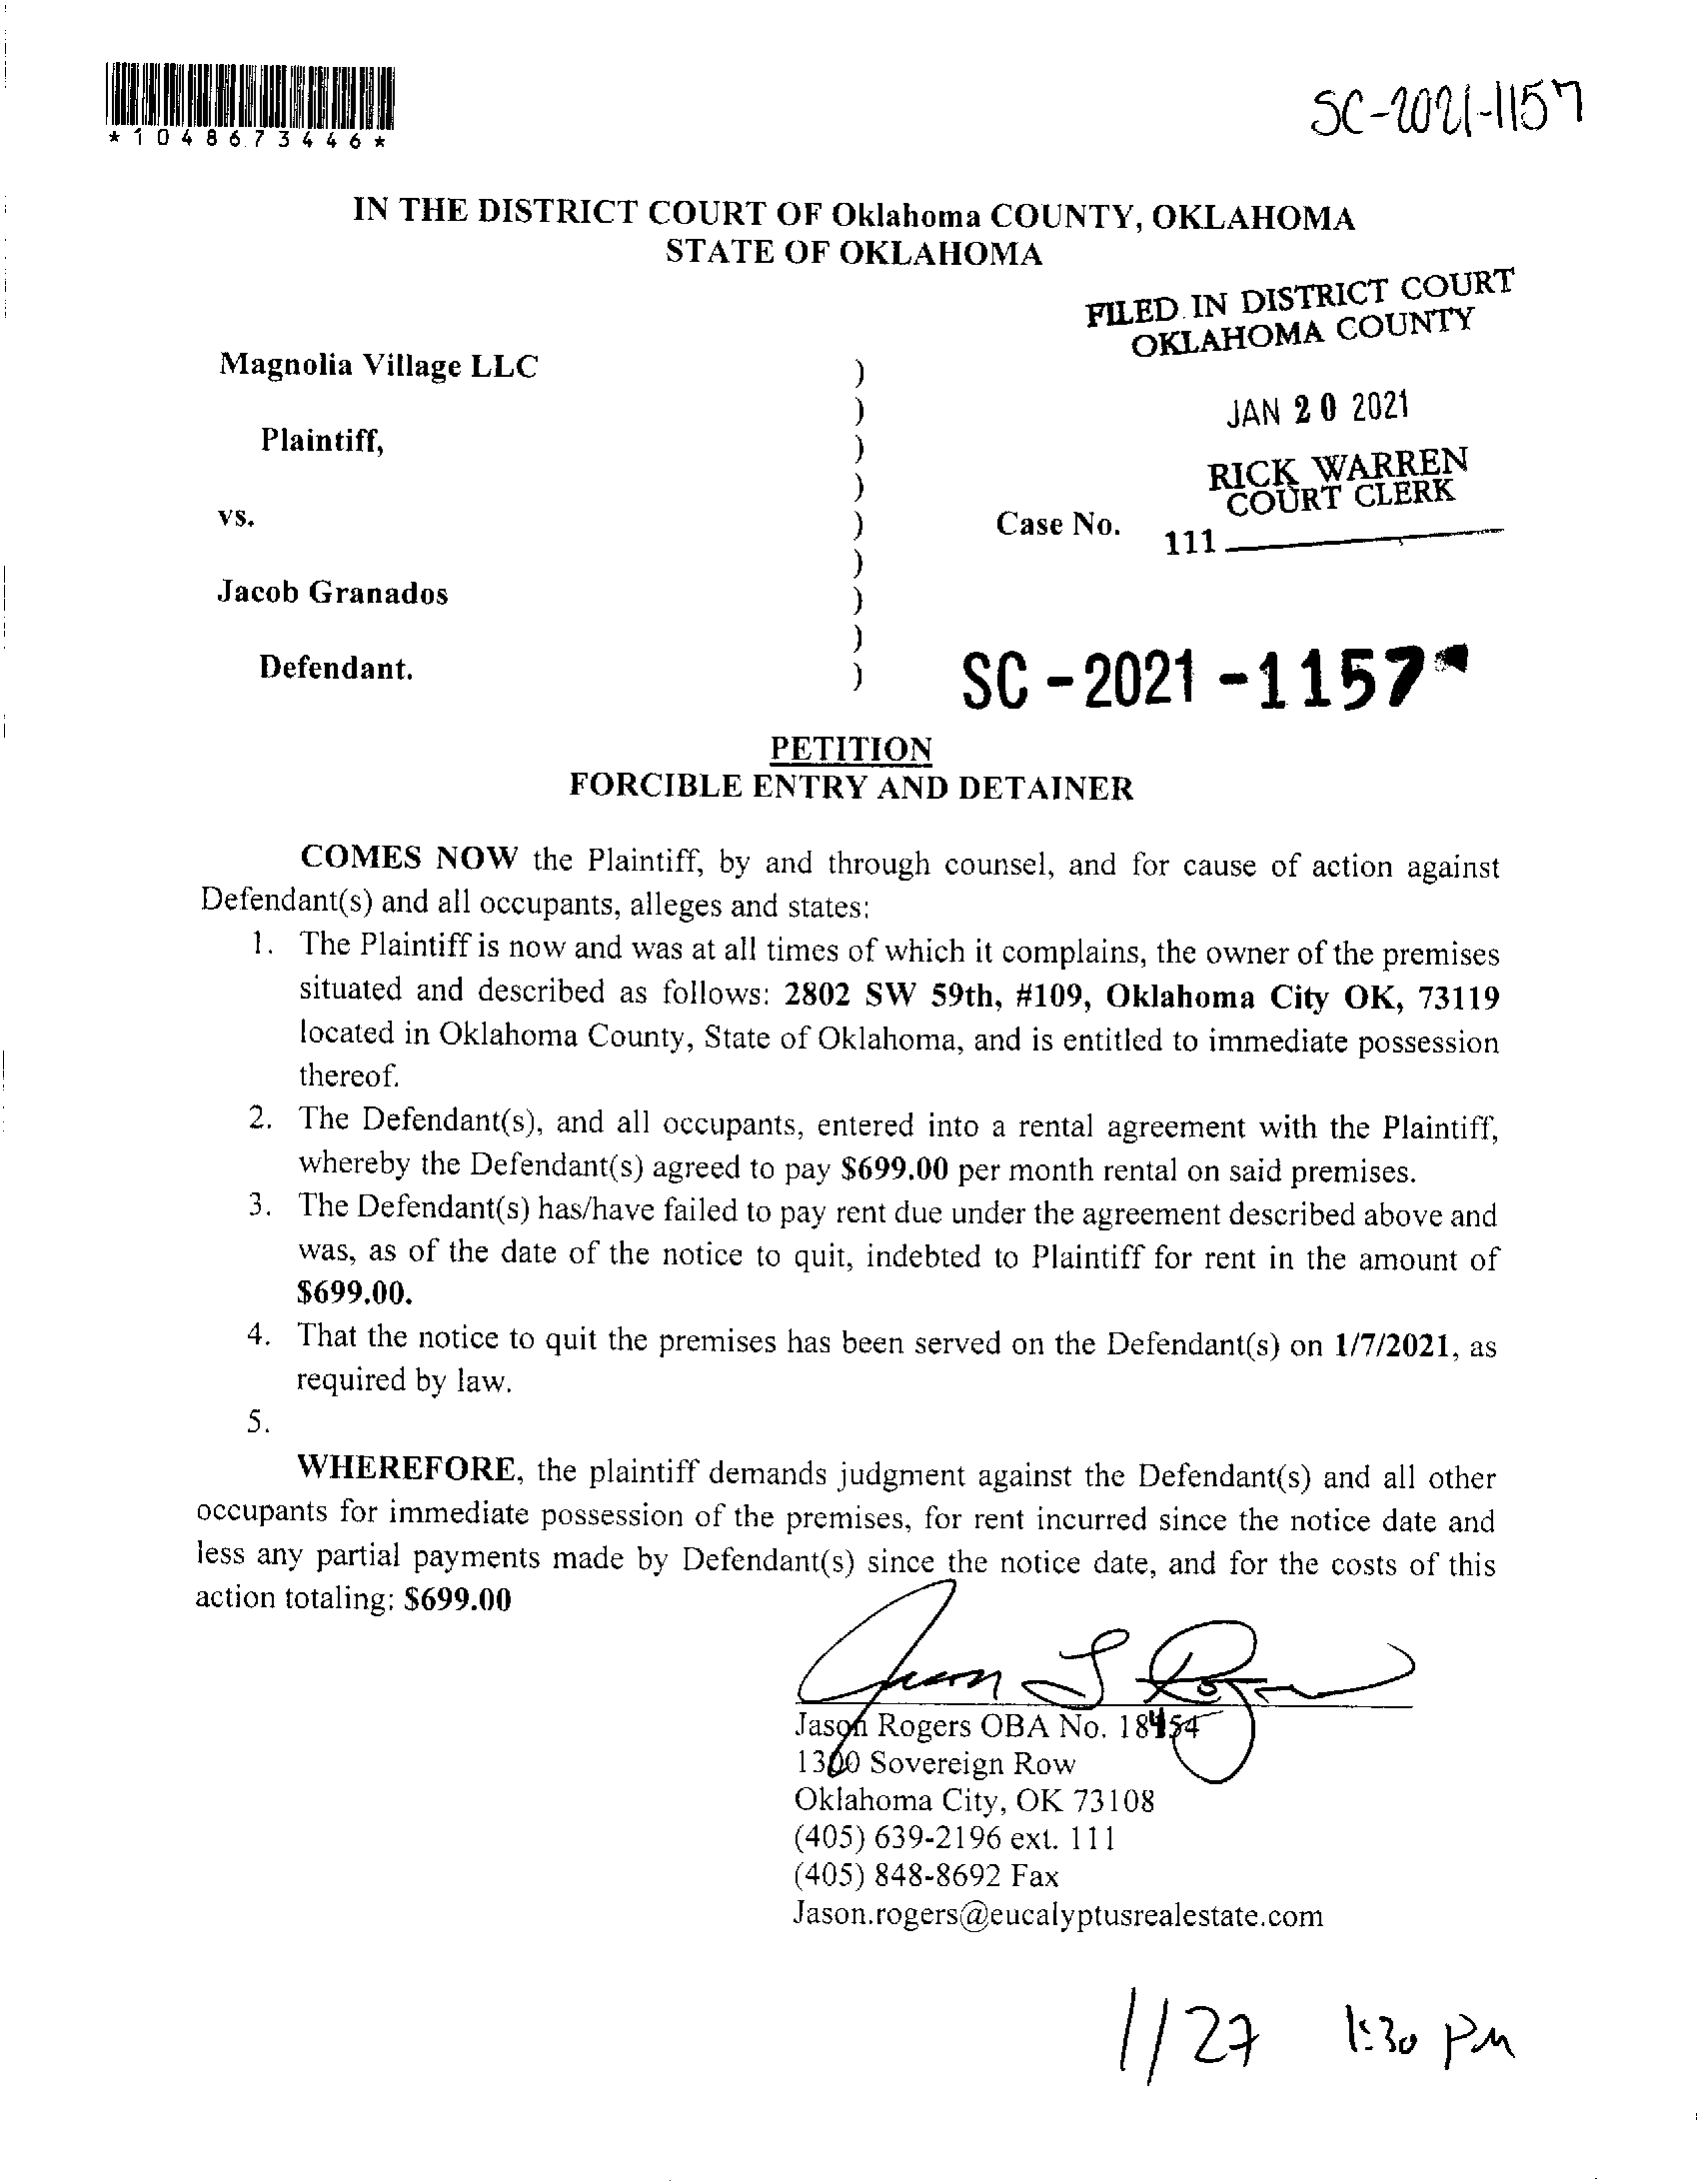 *1048673446*
SC-2021-1157
IN THE DISTRICT COURT OF Oklahoma COUNTY, OKLAHOMA
STATE OF OKLAHOMA
FILED IN DISTRICT COURT
OKLAHOMA COUNTY
Magnolia Village LLC )
)
JAN 20 2021
Plaintiff, )
RICK WARREN
COURT CLERK
)
vs. ) Case No. 111
)
Jacob Granados )
)
Defendant. ) SC-2021-1157
PETITION
FORCIBLE ENTRY AND DETAINER
COMES NOW the Plaintiff, by and through counsel, and for cause of action against
Defendant(s) and all occupants, alleges and states:
1. The Plaintiff is now and was at all times of which it complains, the owner of the premises
situated and described as follows: 2802 SW 59th, #109, Oklahoma City OK, 73119
located in Oklahoma County, State of Oklahoma, and is entitled to immediate possession
thereof.
2. The Defendant(s), and all occupants, entered into a rental agreement with the Plaintiff,
whereby the Defendant(s) agreed to pay $699.00 per month rental on said premises.
3. The Defendant(s) has/have failed to pay rent due under the agreement described above and
was, as of the date of the notice to quit, indebted to Plaintiff for rent in the amount of
$699.00.
4. That the notice to quit the premises has been served on the Defendant(s) on 1/7/2021, as
required by law.
5.
WHEREFORE, the plaintiff demands judgment against the Defendant(s) and all other
occupants for immediate possession of the premises, for rent incurred since the notice date and
less any partial payments made by Defendant(s) since the notice date, and for the costs of this
action totaling: $699.00
Jason L Rogers
Jason Rogers OBA No. 18454
1300 Sovereign Row
Oklahoma City, OK 73108
(405) 639-2196 ext. 111
(405) 848-8692 Fax
Jason.rogers@eucalyptusrealestate.com
1/27 1:30 PM